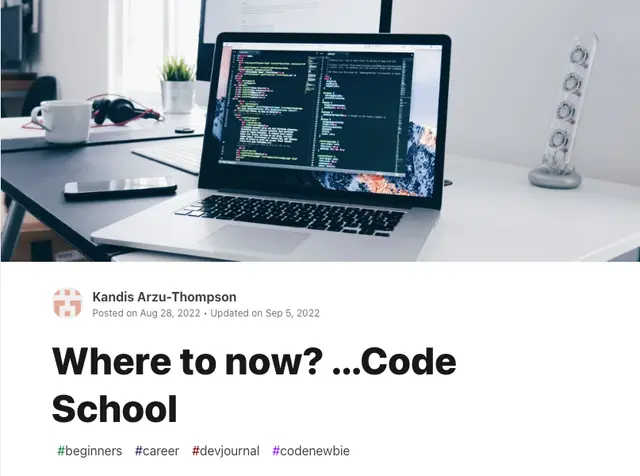 Kandis Arzu-Thompson
Posted on Aug 28, 2022 • Updated on Sep 5, 2022
Where to now? ...Code
School
#beginners #career #devjournal #codenewbie